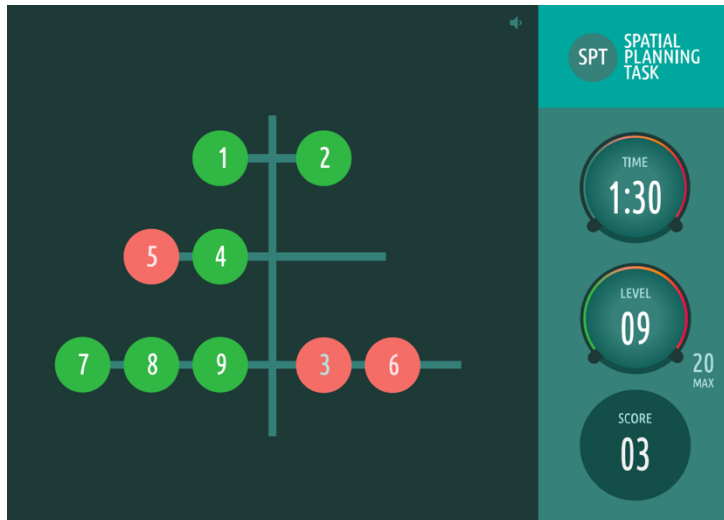 SPT
SPATIAL
PLANNING
TASK
1 2
5 4
7 8 9 3 6
TIME
1:30
LEVEL
09
20
MAX
SCORE
03